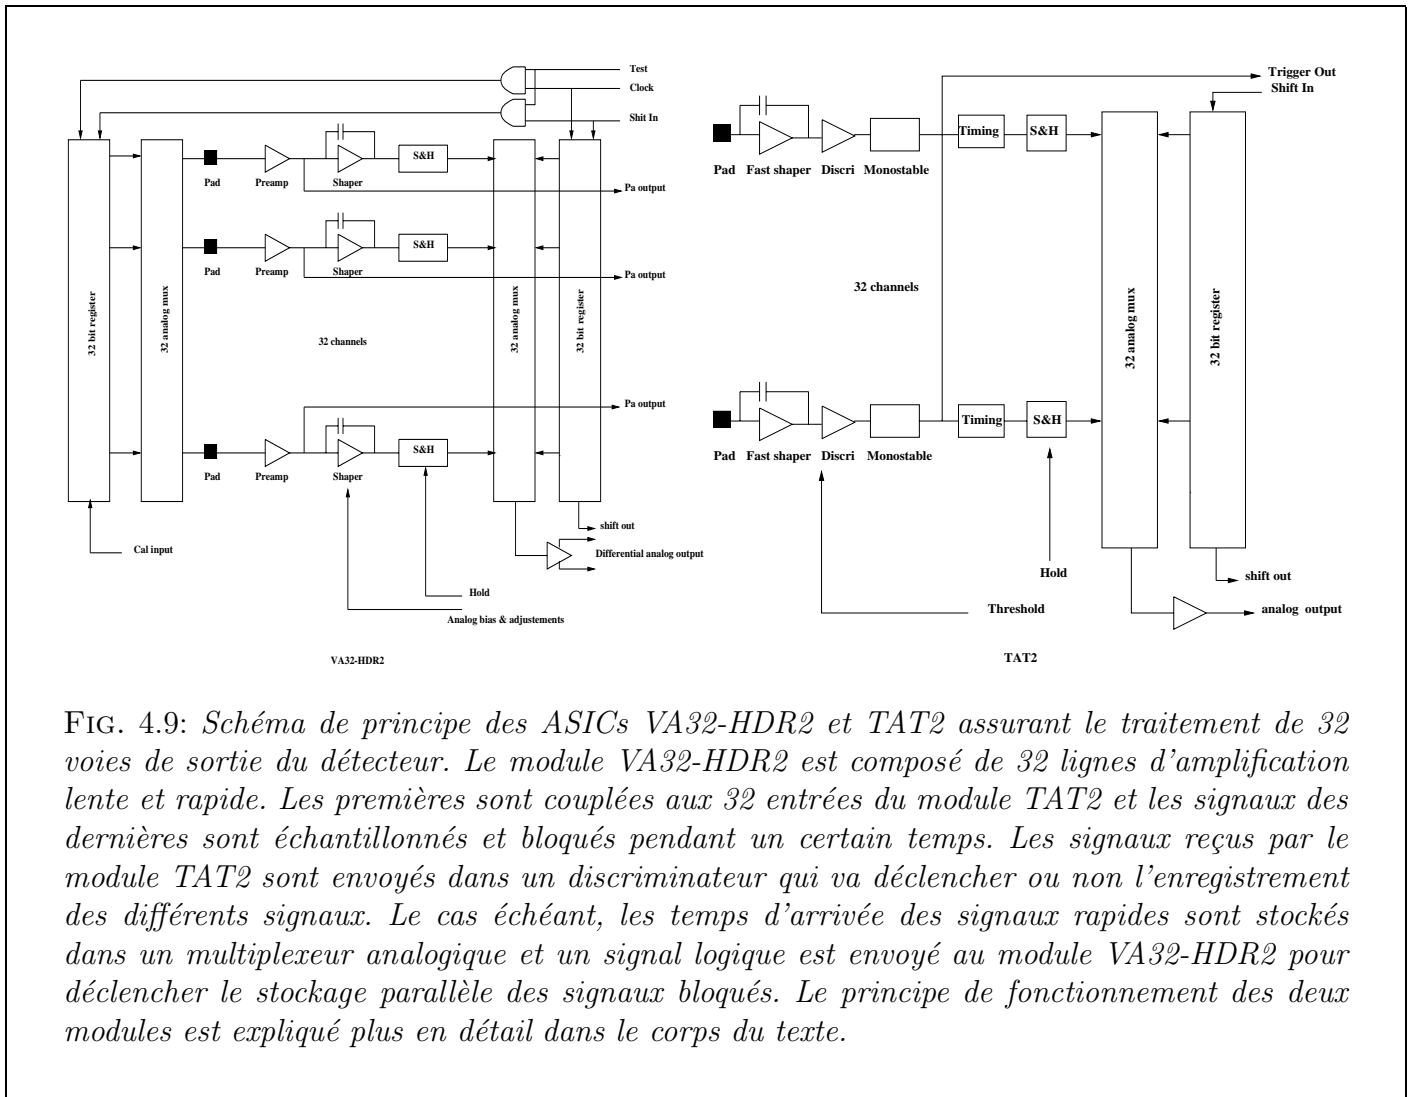 Test
Clock
Shit In
Pad
Preamp
Shaper
S&H
Pa output
Pad
Preamp
Shaper
S&H
Pa output
32 bit register
32 analog mux
32 channels
32 analog mux
32 bit register
Pa output
Pad
Preamp
Shaper
S&H
Cal input
shift out
Differential analog output
Hold
Analog bias & adjustements
VA32-HDR2
Trigger Out
Shift In
Timing
S&H
Pad
Fast shaper
Discri
Monostable
32 channels
32 analog mux
32 bit register
Timing
S&H
Pad
Fast shaper
Discri
Monostable
Hold
shift out
Threshold
analog output
TAT2
FIG. 4.9: Schéma de principe des ASICs VA32-HDR2 et TAT2 assurant le traitement de 32
voies de sortie du détecteur. Le module VA32-HDR2 est composé de 32 lignes d'amplification
lente et rapide. Les premières sont couplées aux 32 entrées du module TAT2 et les signaux des
dernières sont échantillonnés et bloqués pendant un certain temps. Les signaux reçus par le
module TAT2 sont envoyés dans un discriminateur qui va déclencher ou non l'enregistrement
des différents signaux. Le cas échéant, les temps d'arrivée des signaux rapides sont stockés
dans un multiplexeur analogique et un signal logique est envoyé au module VA32-HDR2 pour
déclencher le stockage parallèle des signaux bloqués. Le principe de fonctionnement des deux
modules est expliqué plus en détail dans le corps du texte.